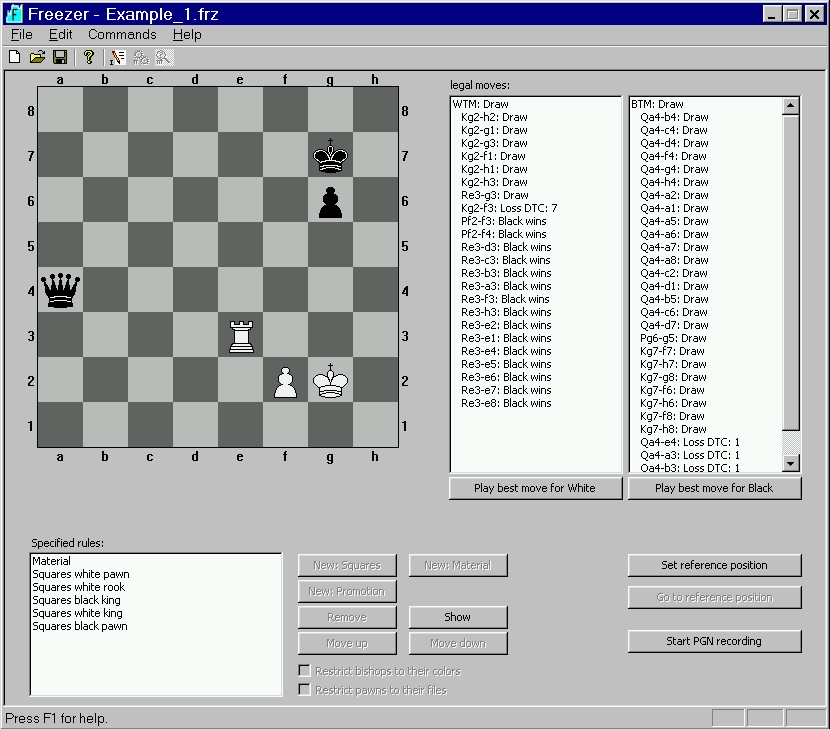 Freezer - Example_1.frz
File Edit Commands Help
a b c d e f g h
8 8
7 7
6 6
5 5
4 4
3 3
2 2
1 1
a b c d e f g h
legal moves:
WTM: Draw
Kg2-h2: Draw
Kg2-g1: Draw
Kg2-g3: Draw
Kg2-f1: Draw
Kg2-h1: Draw
Kg2-h3: Draw
Re3-g3: Draw
Kg2-f3: Loss DTC: 7
Pf2-f3: Black wins
Pf2-f4: Black wins
Re3-d3: Black wins
Re3-c3: Black wins
Re3-b3: Black wins
Re3-a3: Black wins
Re3-f3: Black wins
Re3-h3: Black wins
Re3-e2: Black wins
Re3-e1: Black wins
Re3-e4: Black wins
Re3-e5: Black wins
Re3-e6: Black wins
Re3-e7: Black wins
Re3-e8: Black wins
BTM: Draw
Qa4-b4: Draw
Qa4-c4: Draw
Qa4-d4: Draw
Qa4-f4: Draw
Qa4-g4: Draw
Qa4-h4: Draw
Qa4-a2: Draw
Qa4-a1: Draw
Qa4-a5: Draw
Qa4-a6: Draw
Qa4-a7: Draw
Qa4-a8: Draw
Qa4-c2: Draw
Qa4-d1: Draw
Qa4-b5: Draw
Qa4-c6: Draw
Qa4-d7: Draw
Pg6-g5: Draw
Kg7-f7: Draw
Kg7-h7: Draw
Kg7-g8: Draw
Kg7-f6: Draw
Kg7-h6: Draw
Kg7-f8: Draw
Kg7-h8: Draw
Qa4-e4: Loss DTC: 1
Qa4-a3: Loss DTC: 1
Qa4-b3: Loss DTC: 1
Play best move for White
Play best move for Black
Specified rules:
Material
Squares white pawn
Squares white rook
Squares black king
Squares white king
Squares black pawn
New: Squares
New: Material
New: Promotion
Remove
Show
Move up
Move down
Restrict bishops to their colors
Restrict pawns to their files
Set reference position
Go to reference position
Start PGN recording
Press F1 for help.